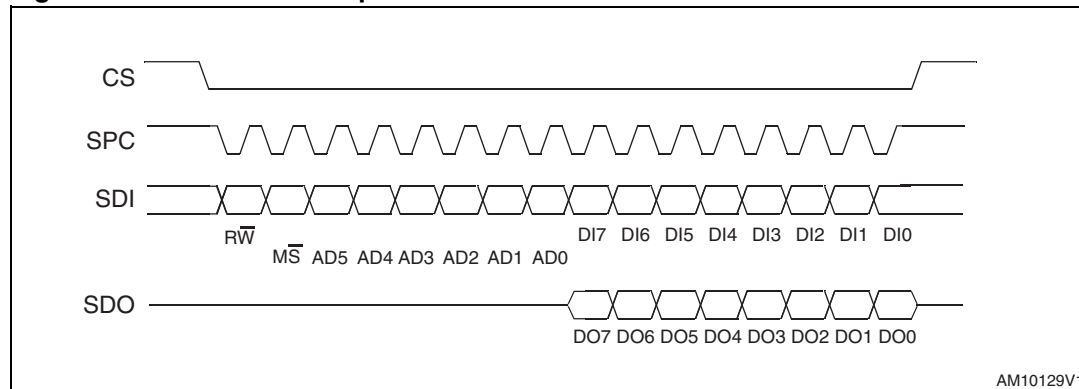 CS
SPC
SDI
DI7 DI6 DI5 DI4 DI3 DI2 DI1 DI0
RW̅
MS̅ AD5 AD4 AD3 AD2 AD1 AD0
SDO
DO7 DO6 DO5 DO4 DO3 DO2 DO1 DO0
AM10129V1